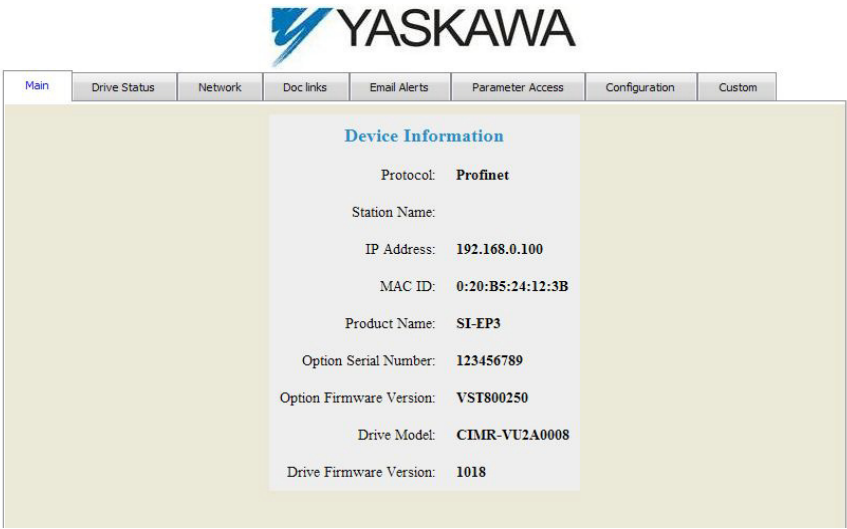 YASKAWA
Main Drive Status Network Doc links Email Alerts Parameter Access Configuration Custom
Device Information
Protocol: Profinet
Station Name:
IP Address: 192.168.0.100
MAC ID: 0:20:B5:24:12:3B
Product Name: SI-EP3
Option Serial Number: 123456789
Option Firmware Version: VST800250
Drive Model: CIMR-VU2A0008
Drive Firmware Version: 1018